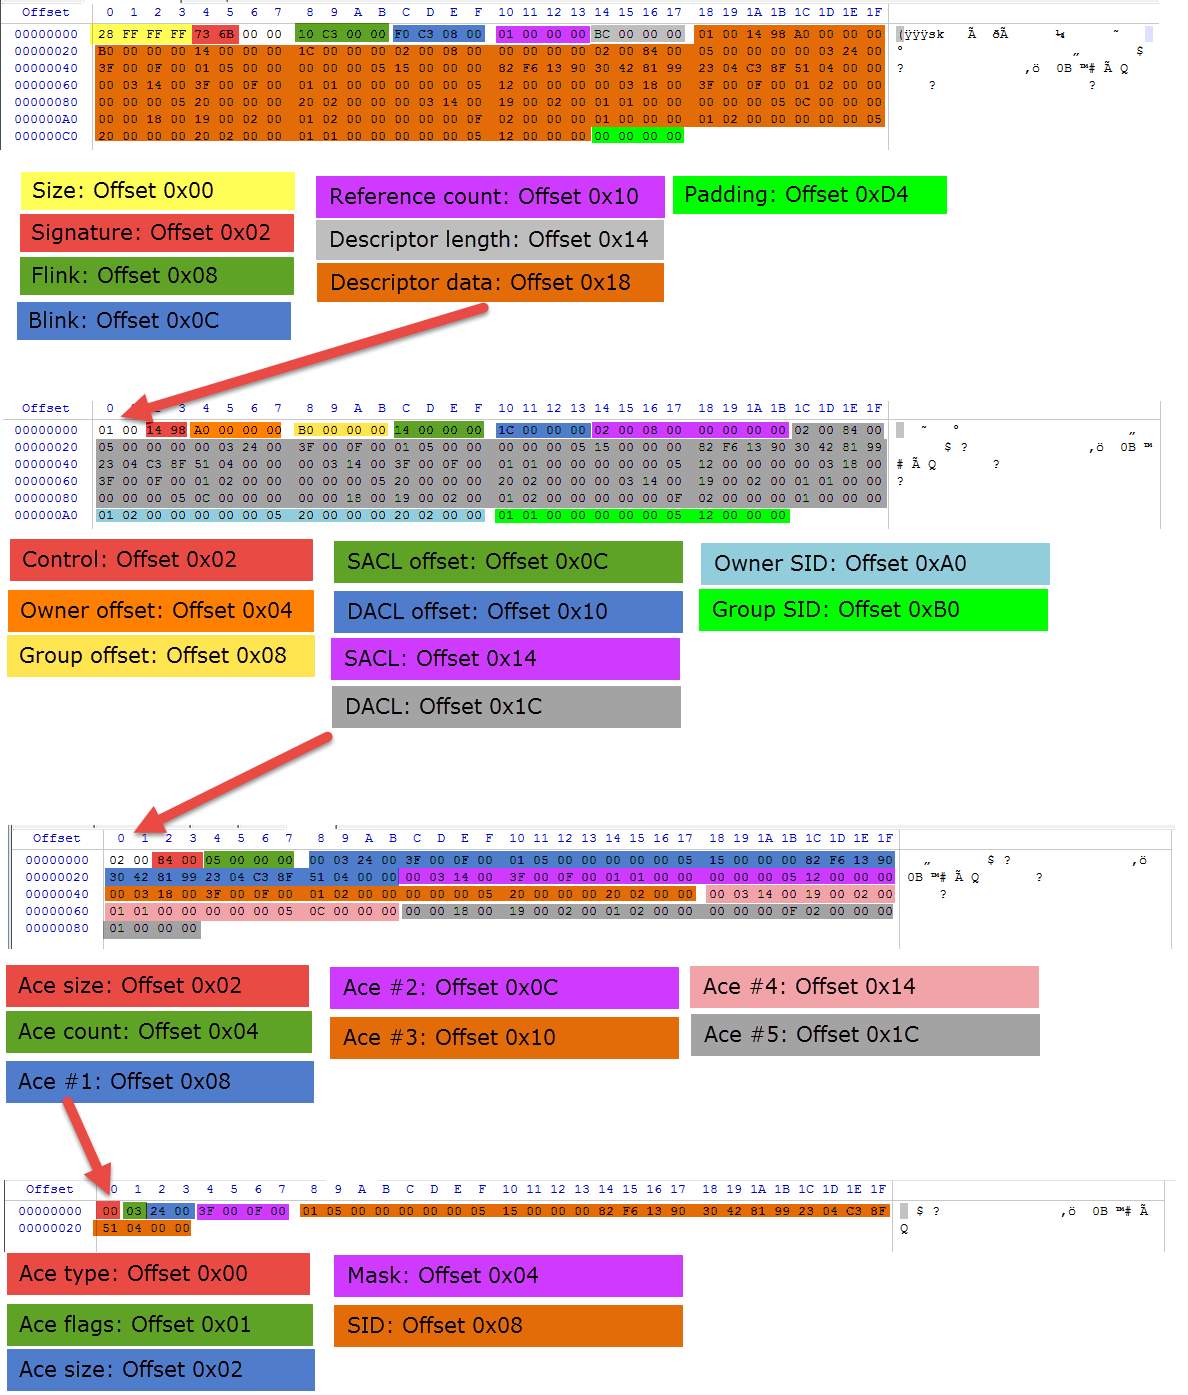 Offset 0 1 2 3 4 5 6 7 8 9 A B C D E F 10 11 12 13 14 15 16 17 18 19 1A 1B 1C 1D 1E 1F
00000000 28 FF FF FF 73 6B 00 00 10 C3 00 00 F0 C3 08 00 01 00 00 00 BC 00 00 00 01 00 14 98 A0 00 00 00 (ÿÿÿsk Ã ðÃ ¼ ˜
00000020 B0 00 00 00 14 00 00 00 1C 00 00 00 02 00 08 00 00 00 00 00 02 00 84 00 05 00 00 00 00 03 24 00 ° „ $
00000040 3F 00 0F 00 01 05 00 00 00 00 00 05 15 00 00 00 82 F6 13 90 30 42 81 99 23 04 C3 8F 51 04 00 00 ? ‚ö 0B ™# Ã Q
00000060 00 03 14 00 3F 00 0F 00 01 01 00 00 00 00 00 05 12 00 00 00 00 03 18 00 3F 00 0F 00 01 02 00 00 ? ?
00000080 00 00 00 05 20 00 00 00 20 02 00 00 00 03 14 00 19 00 02 00 01 01 00 00 00 00 00 05 0C 00 00 00
000000A0 00 00 18 00 19 00 02 00 01 02 00 00 00 00 00 0F 02 00 00 00 01 00 00 00 01 02 00 00 00 00 00 05
000000C0 20 00 00 00 20 02 00 00 01 01 00 00 00 00 00 05 12 00 00 00 00 00 00 00
Size: Offset 0x00
Signature: Offset 0x02
Flink: Offset 0x08
Blink: Offset 0x0C
Reference count: Offset 0x10
Descriptor length: Offset 0x14
Descriptor data: Offset 0x18
Padding: Offset 0xD4
Offset 0 1 2 3 4 5 6 7 8 9 A B C D E F 10 11 12 13 14 15 16 17 18 19 1A 1B 1C 1D 1E 1F
00000000 01 00 14 98 A0 00 00 00 B0 00 00 00 14 00 00 00 1C 00 00 00 02 00 08 00 00 00 00 00 02 00 84 00 ˜ ° „
00000020 05 00 00 00 00 03 24 00 3F 00 0F 00 01 05 00 00 00 00 00 05 15 00 00 00 82 F6 13 90 30 42 81 99 $ ? ‚ö 0B ™
00000040 23 04 C3 8F 51 04 00 00 00 03 14 00 3F 00 0F 00 01 01 00 00 00 00 00 05 12 00 00 00 00 03 18 00 # Ã Q ?
00000060 3F 00 0F 00 01 02 00 00 00 00 00 05 20 00 00 00 20 02 00 00 00 03 14 00 19 00 02 00 01 01 00 00 ?
00000080 00 00 00 05 0C 00 00 00 00 00 18 00 19 00 02 00 01 02 00 00 00 00 00 0F 02 00 00 00 01 00 00 00
000000A0 01 02 00 00 00 00 00 05 20 00 00 00 20 02 00 00 01 01 00 00 00 00 00 05 12 00 00 00
Control: Offset 0x02
Owner offset: Offset 0x04
Group offset: Offset 0x08
SACL offset: Offset 0x0C
DACL offset: Offset 0x10
SACL: Offset 0x14
DACL: Offset 0x1C
Owner SID: Offset 0xA0
Group SID: Offset 0xB0
Offset 0 1 2 3 4 5 6 7 8 9 A B C D E F 10 11 12 13 14 15 16 17 18 19 1A 1B 1C 1D 1E 1F
00000000 02 00 84 00 05 00 00 00 00 03 24 00 3F 00 0F 00 01 05 00 00 00 00 00 05 15 00 00 00 82 F6 13 90 „ $ ? ‚ö
00000020 30 42 81 99 23 04 C3 8F 51 04 00 00 00 03 14 00 3F 00 0F 00 01 01 00 00 00 00 00 05 12 00 00 00 0B ™# Ã Q ?
00000040 00 03 18 00 3F 00 0F 00 01 02 00 00 00 00 00 05 20 00 00 00 20 02 00 00 00 03 14 00 19 00 02 00 ?
00000060 01 01 00 00 00 00 00 05 0C 00 00 00 00 00 18 00 19 00 02 00 01 02 00 00 00 00 00 0F 02 00 00 00
00000080 01 00 00 00
Ace size: Offset 0x02
Ace count: Offset 0x04
Ace #1: Offset 0x08
Ace #2: Offset 0x0C
Ace #3: Offset 0x10
Ace #4: Offset 0x14
Ace #5: Offset 0x1C
Offset 0 1 2 3 4 5 6 7 8 9 A B C D E F 10 11 12 13 14 15 16 17 18 19 1A 1B 1C 1D 1E 1F
00000000 00 03 24 00 3F 00 0F 00 01 05 00 00 00 00 00 05 15 00 00 00 82 F6 13 90 30 42 81 99 23 04 C3 8F $ ? ‚ö 0B ™# Ã
00000020 51 04 00 00 Q
Ace type: Offset 0x00
Ace flags: Offset 0x01
Ace size: Offset 0x02
Mask: Offset 0x04
SID: Offset 0x08